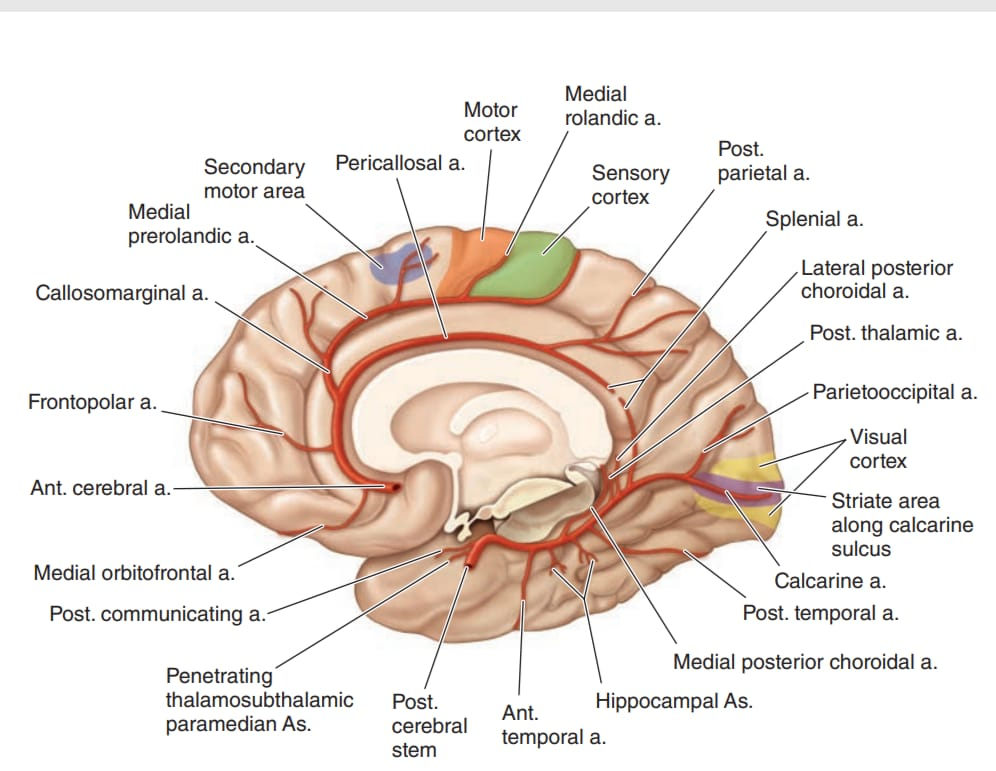 Medial
rolandic a.
Motor
cortex
Post.
parietal a.
Pericallosal a.
Secondary
motor area
Sensory
cortex
Medial
prerolandic a.
Splenial a.
Lateral posterior
choroidal a.
Callosomarginal a.
Post. thalamic a.
Parietooccipital a.
Frontopolar a.
Visual
cortex
Ant. cerebral a.
Striate area
along calcarine
sulcus
Medial orbitofrontal a.
Calcarine a.
Post. communicating a.
Post. temporal a.
Medial posterior choroidal a.
Penetrating
thalamosubthalamic
paramedian As.
Post.
cerebral
stem
Ant.
temporal a.
Hippocampal As.